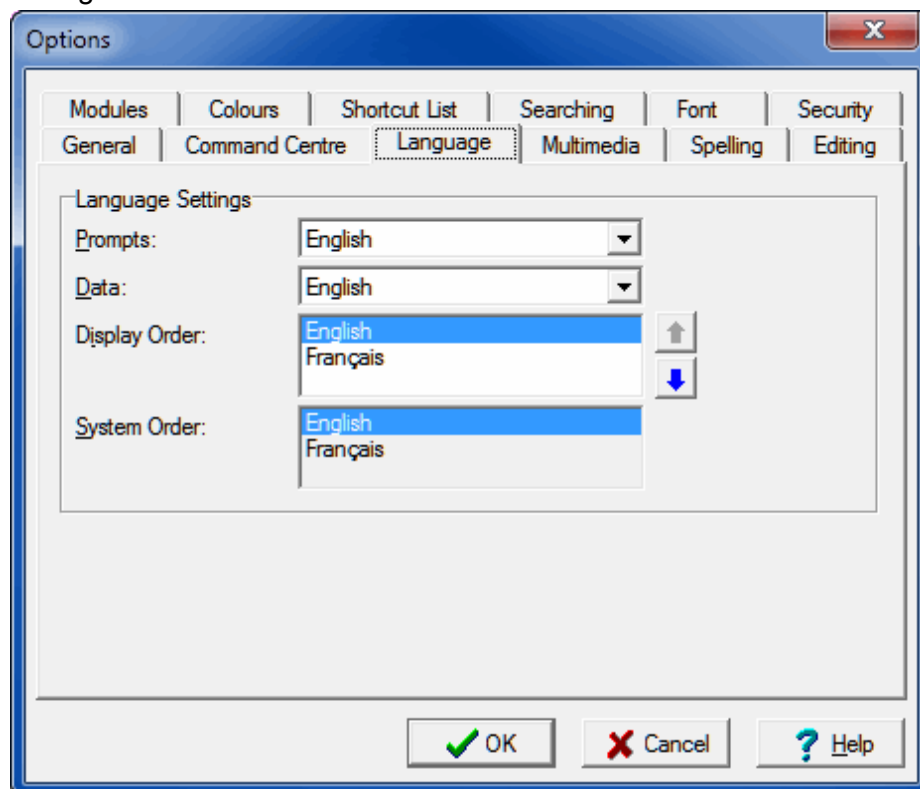 Options
Modules Colours Shortcut List Searching Font Security
General Command Centre Language Multimedia Spelling Editing
Language Settings
Prompts: English
Data: English
Display Order: English
Français
System Order: English
Français
OK Cancel Help